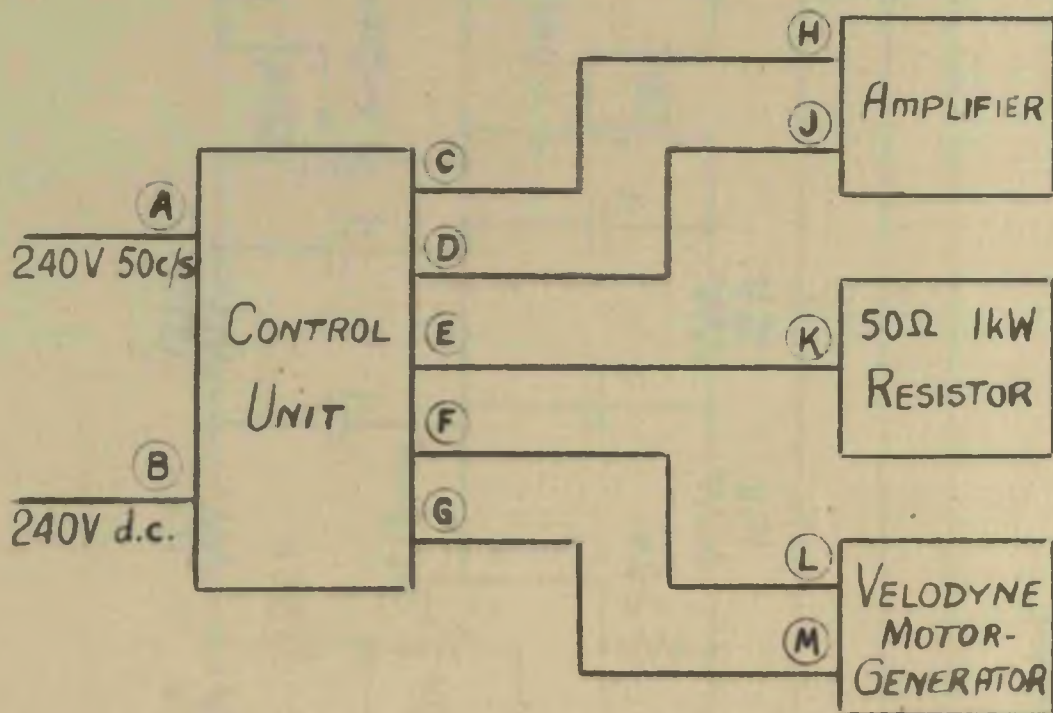 H
AMPLIFIER
J
C
A
240V 50c/s
D
CONTROL
UNIT
E
K
50Ω 1kW
RESISTOR
F
B
240V d.c.
G
L
VELODYNE
MOTOR-
GENERATOR
M